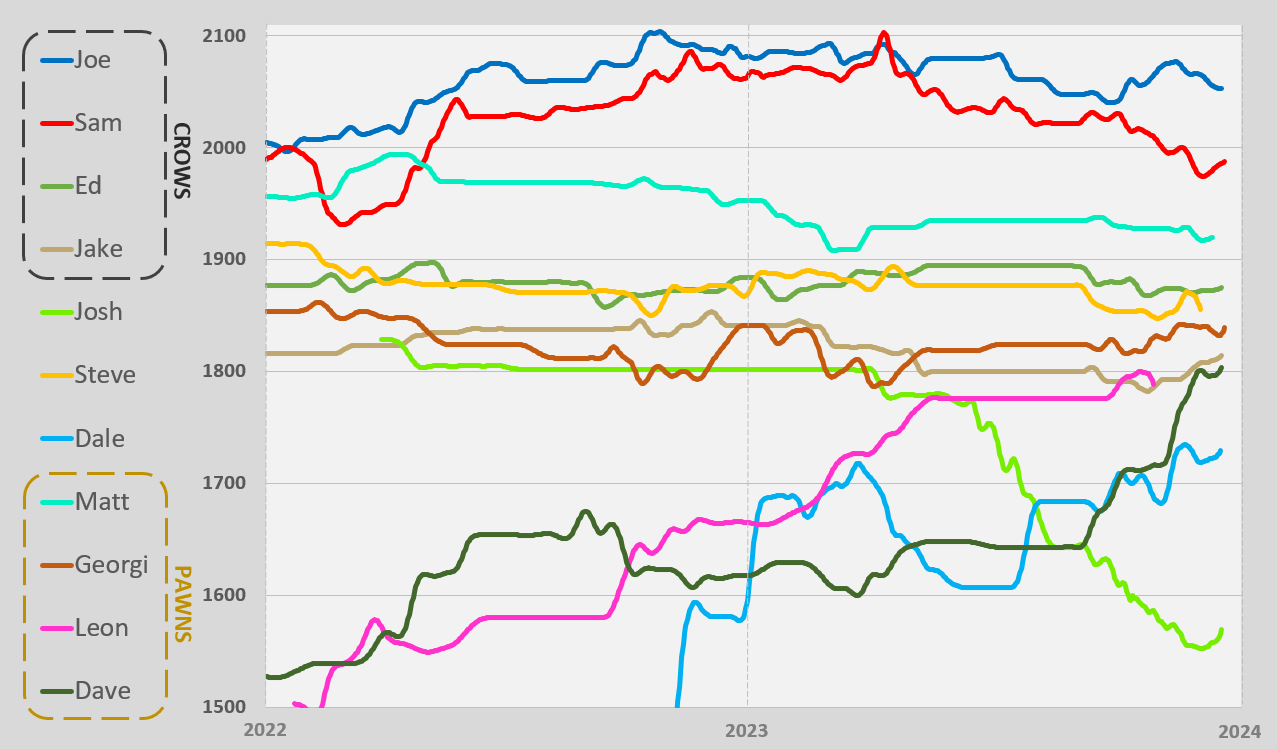 Joe
Sam
Ed
Jake
CROWS
Josh
Steve
Dale
Matt
Georgi
Leon
Dave
PAWNS
2100
2000
1900
1800
1700
1600
1500
2022
2023
2024